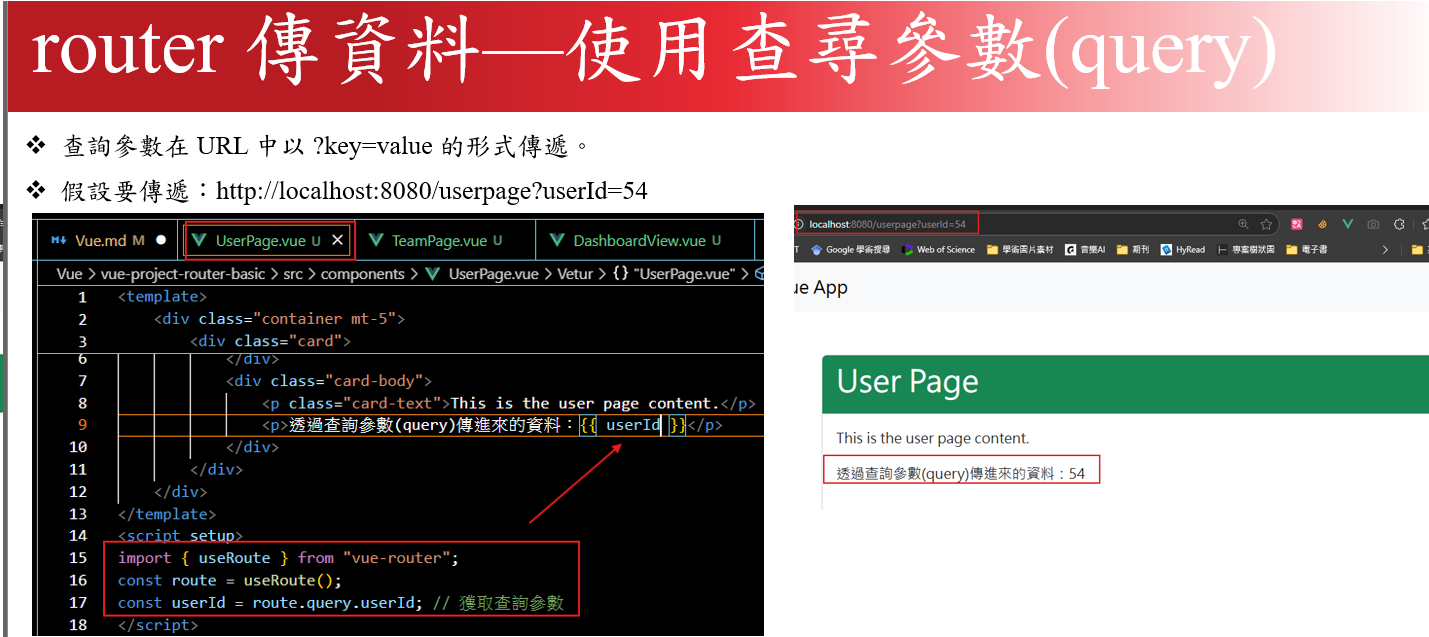 router 傳資料—使用查尋參數(query)
❖ 查詢參數在 URL 中以 ?key=value 的形式傳遞。
❖ 假設要傳遞：http://localhost:8080/userpage?userId=54
Vue.md M ● UserPage.vue U × TeamPage.vue U DashboardView.vue U
Vue > vue-project-router-basic > src > components > UserPage.vue > Vetur > {} "UserPage.vue" >
1 <template>
2 <div class="container mt-5">
3 <div class="card">
6 </div>
7 <div class="card-body">
8 <p class="card-text">This is the user page content.</p>
9 <p>透過查詢參數(query)傳進來的資料：{{ userId }}</p>
10 </div>
11 </div>
12 </div>
13 </template>
14 <script setup>
15 import { useRoute } from "vue-router";
16 const route = useRoute();
17 const userId = route.query.userId; // 獲取查詢參數
18 </script>
localhost:8080/userpage?userId=54
Google 學術搜尋 Web of Science 學術圖片素材 音樂AI 期刊 HyRead 專案樹狀圖 電子書
ue App
User Page
This is the user page content.
透過查詢參數(query)傳進來的資料：54